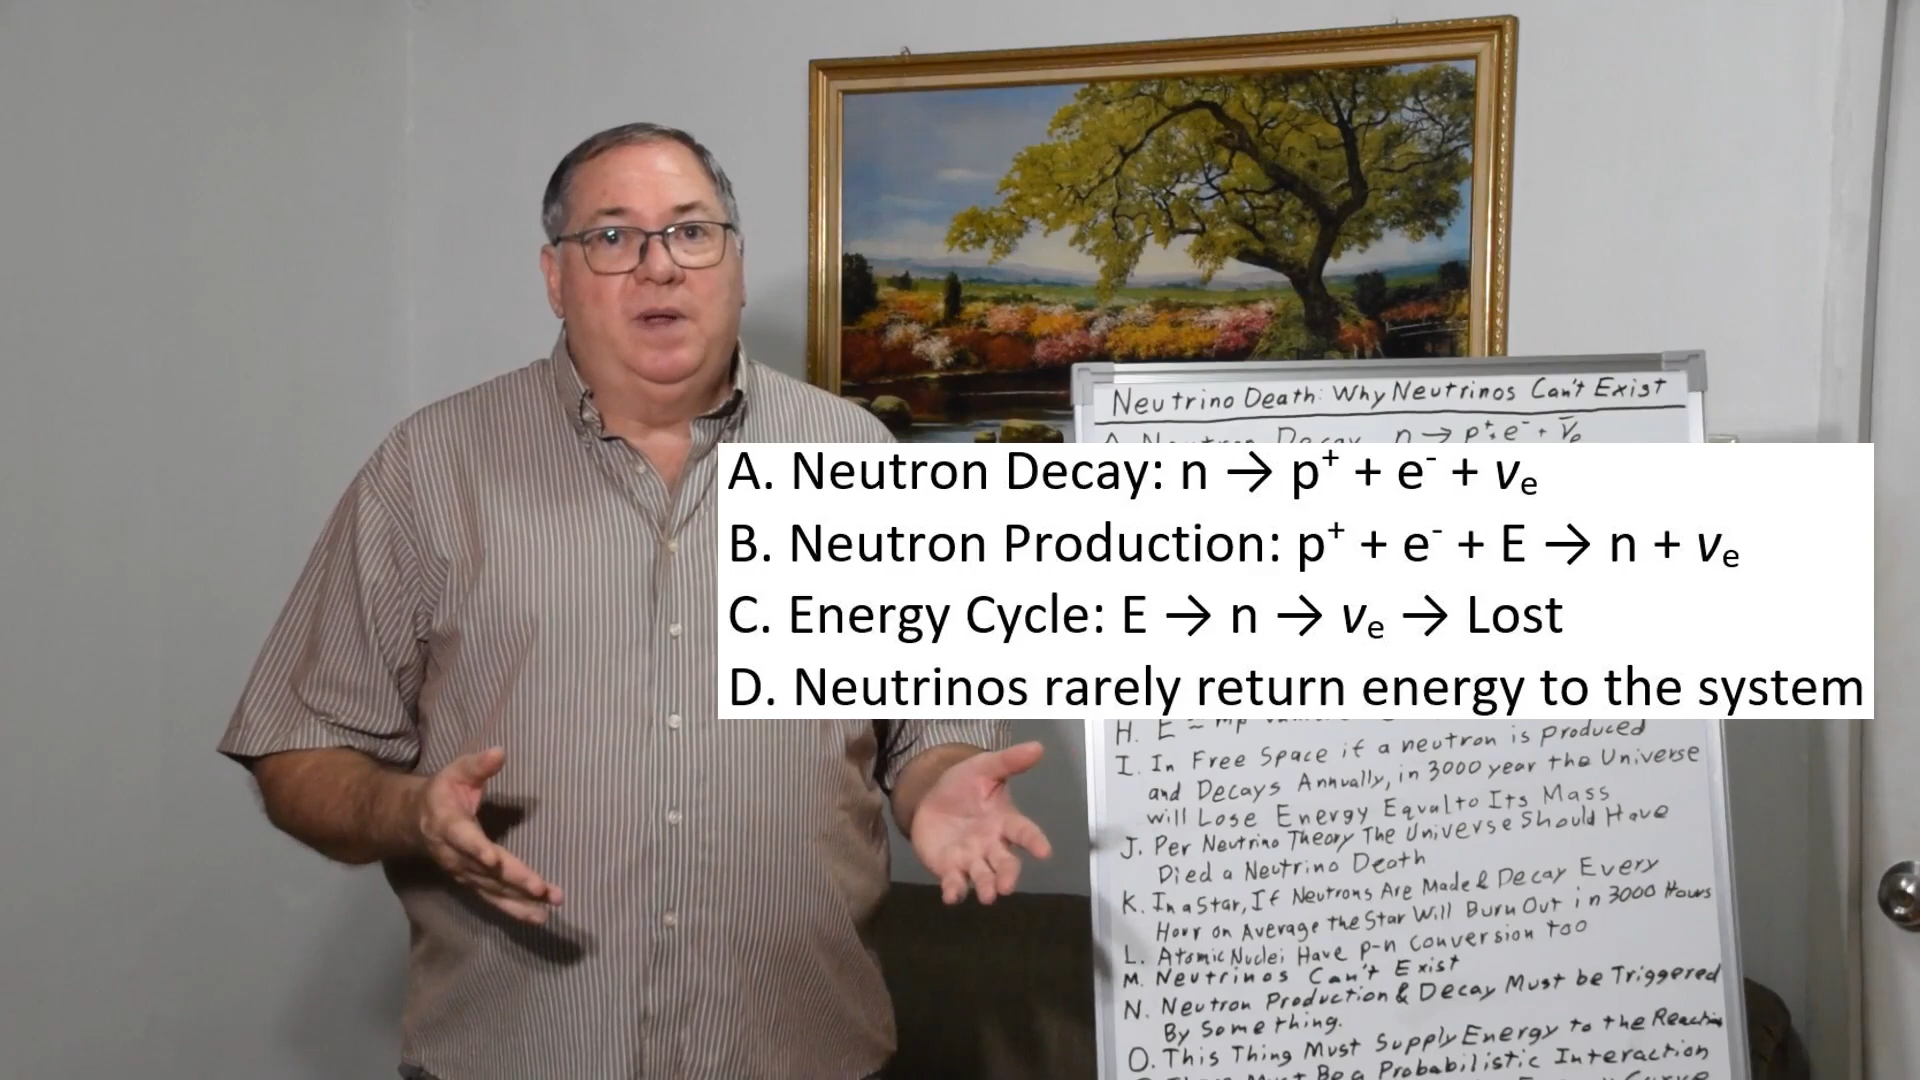 Neutrino Death: Why Neutrinos Can't Exist
A. Neutron Decay n → p⁺ + e⁻ + ν̅ₑ
A. Neutron Decay: n → p⁺ + e⁻ + νₑ
B. Neutron Production: p⁺ + e⁻ + E → n + νₑ
C. Energy Cycle: E → n → νₑ → Lost
D. Neutrinos rarely return energy to the system
H. E ≈
I. In Free Space if a neutron is produced
and Decays Annually, in 3000 year the Universe
will Lose Energy Equal to Its Mass
J. Per Neutrino Theory The Universe Should Have
Died a Neutrino Death
K. In a Star, If Neutrons Are Made & Decay Every
Hour on Average the Star Will Burn Out in 3000 Hours
L. Atomic Nuclei Have p-n Conversion too
M. Neutrinos Can't Exist
N. Neutron Production & Decay Must be Triggered
By Something.
O. This Thing Must Supply Energy to the Reaction
Must Be a Probabilistic Interaction
Curve